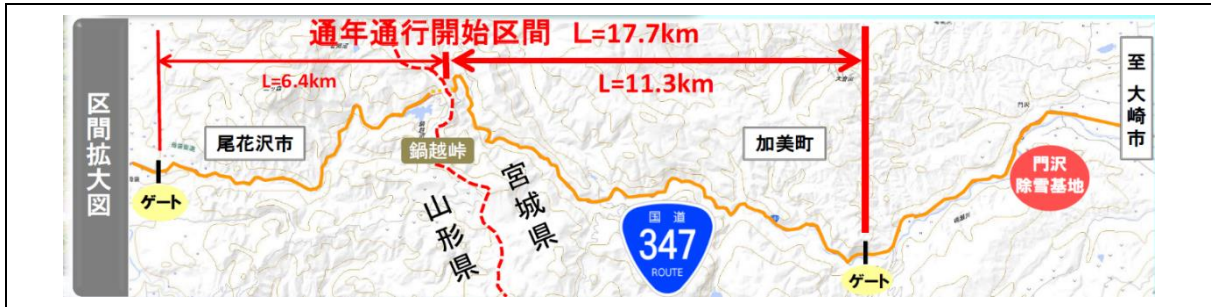 通年通行開始区間 L=17.7km
L=6.4km
L=11.3km
区間拡大図
尾花沢市
鍋越峠
加美町
至 大崎市
門沢
門沢
除雪基地
ゲート
山形県
宮城県
国道
347
ROUTE
ゲート